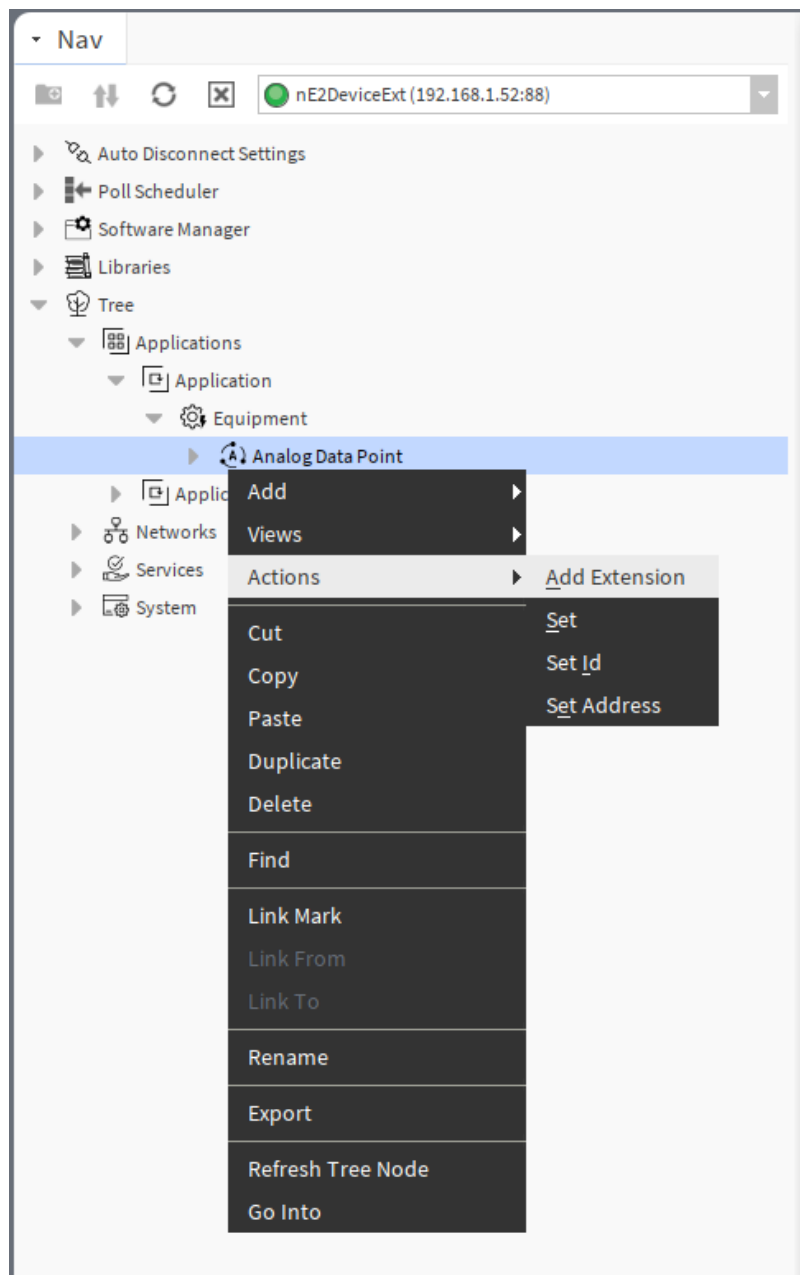 Nav
nE2DeviceExt (192.168.1.52:88)
Auto Disconnect Settings
Poll Scheduler
Software Manager
Libraries
Tree
Applications
Application
Equipment
Analog Data Point
Applic
Networks
Services
System
Add
Views
Actions
Cut
Copy
Paste
Duplicate
Delete
Find
Link Mark
Link From
Link To
Rename
Export
Refresh Tree Node
Go Into
Add Extension
Set
Set Id
Set Address